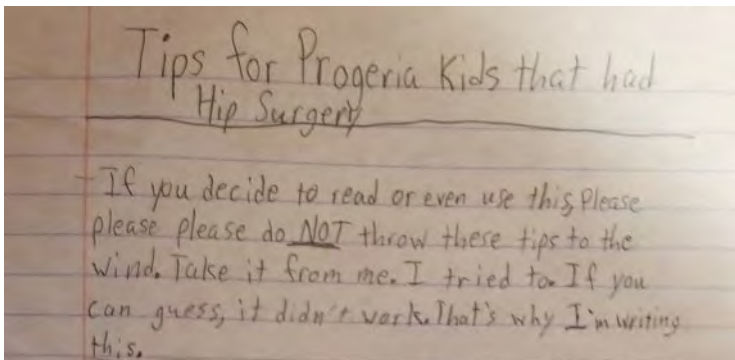 Tips for Progeria Kids that had
Hip Surgery
- If you decide to read or even use this, Please
please please do NOT throw these tips to the
wind. Take it from me. I tried to. If you
can guess, it didn't work. That's why I'm writing
this.